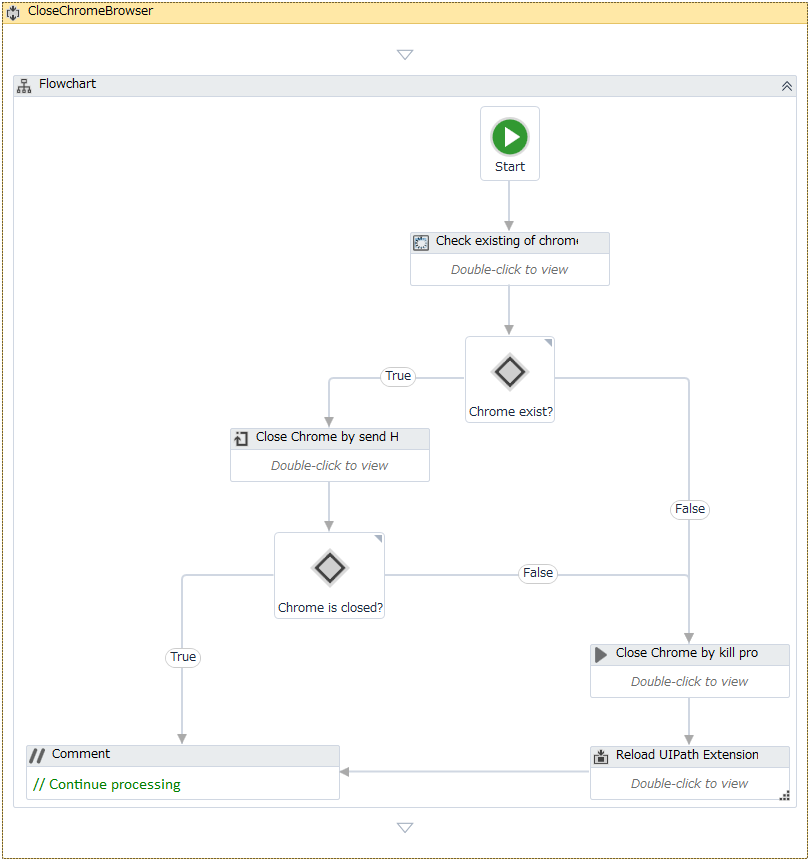 CloseChromeBrowser
Flowchart
Start
Check existing of chrome
Double-click to view
Chrome exist?
True
False
Close Chrome by send H
Double-click to view
Chrome is closed?
True
False
Close Chrome by kill pro
Double-click to view
Reload UIPath Extension
Double-click to view
Comment
// Continue processing